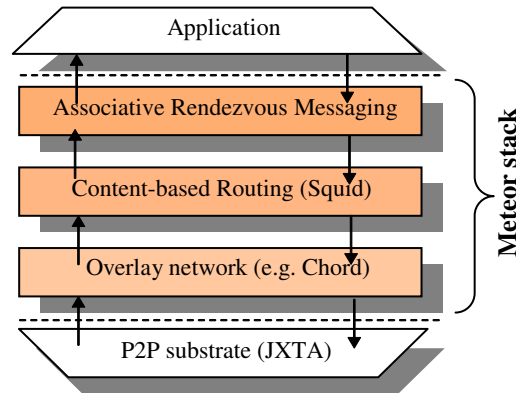 Application
Associative Rendezvous Messaging
Content-based Routing (Squid)
Overlay network (e.g. Chord)
P2P substrate (JXTA)
Meteor stack